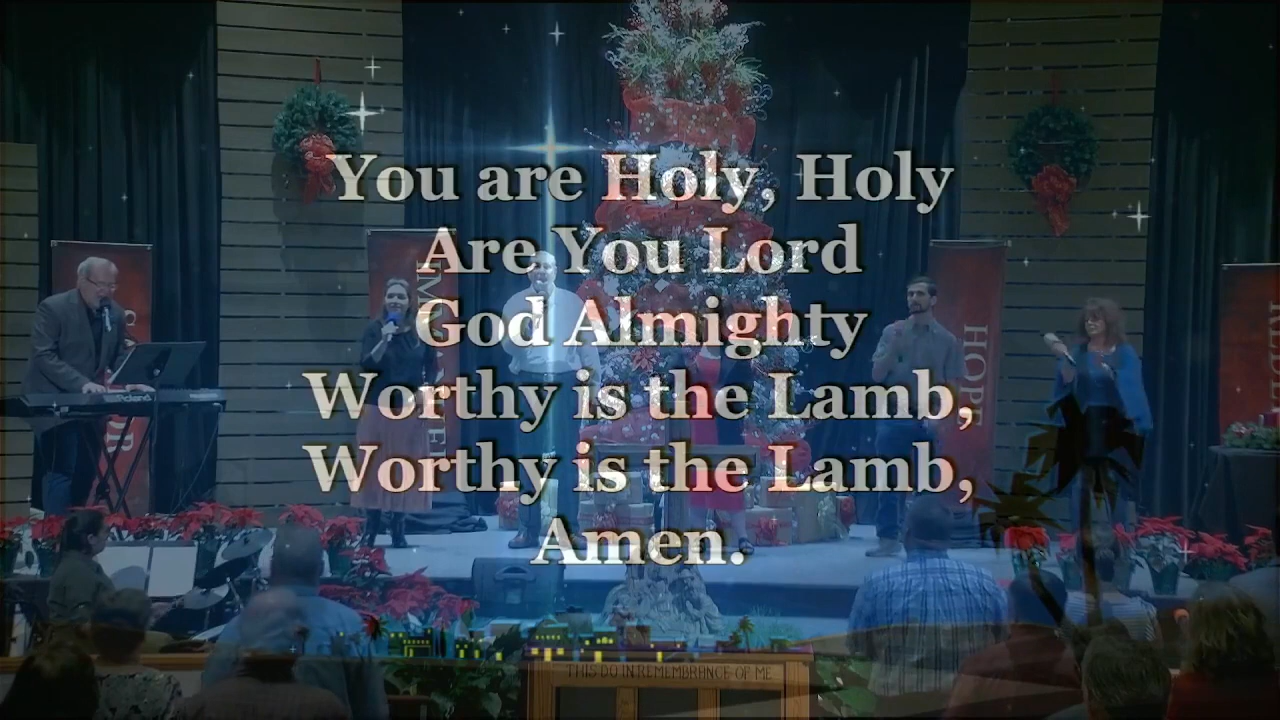 You are Holy, Holy
Are You Lord
God Almighty
Worthy is the Lamb,
Worthy is the Lamb,
Amen.
HOPE
Roland
THIS DO IN REMEMBRANCE OF ME